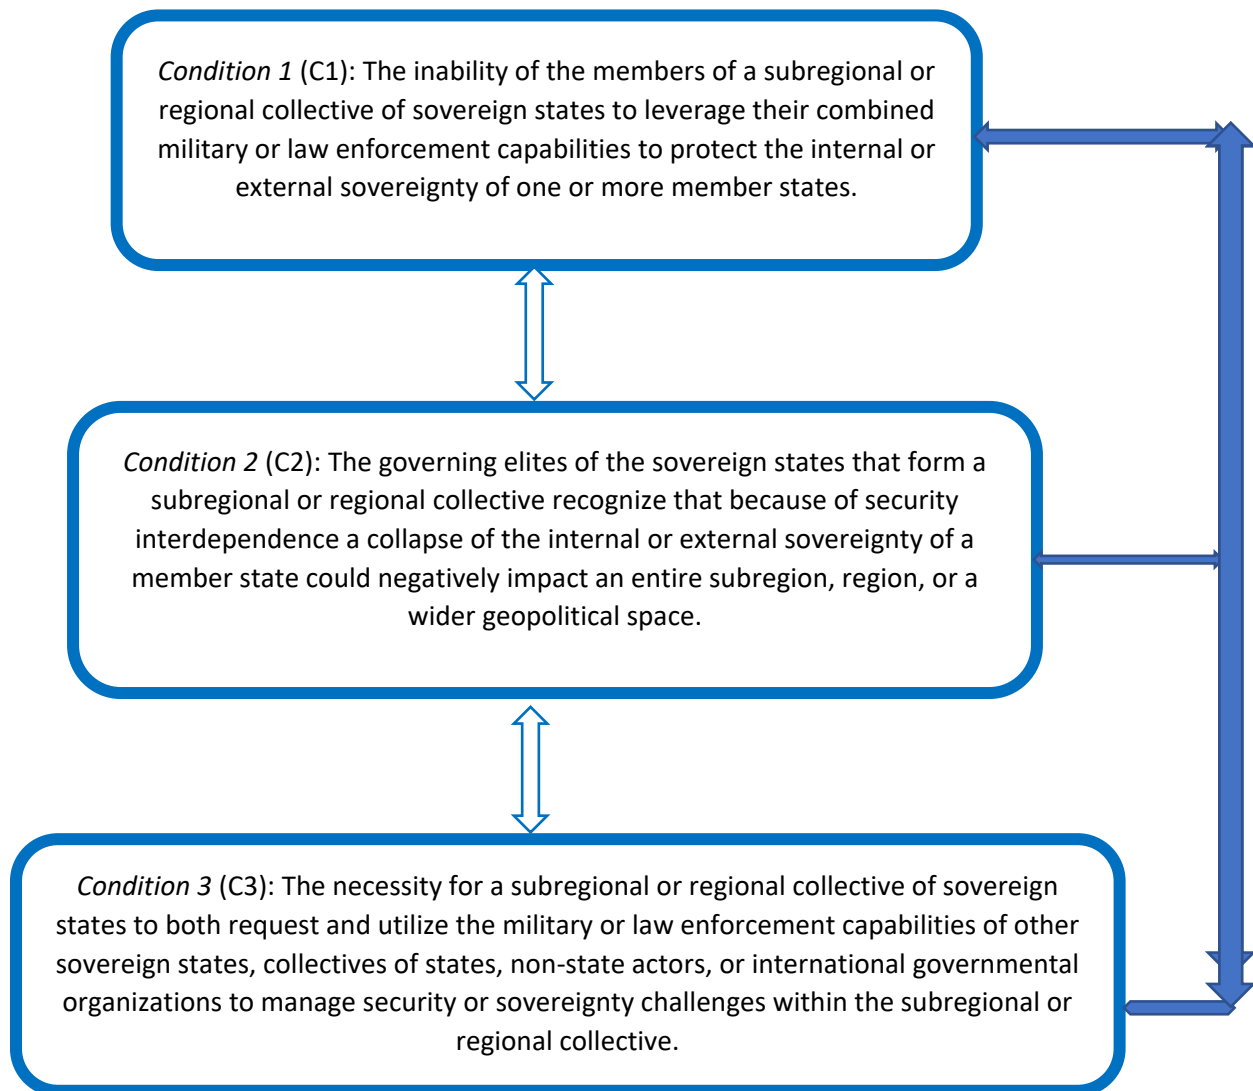 Condition 1 (C1): The inability of the members of a subregional or
regional collective of sovereign states to leverage their combined
military or law enforcement capabilities to protect the internal or
external sovereignty of one or more member states.
Condition 2 (C2): The governing elites of the sovereign states that form a
subregional or regional collective recognize that because of security
interdependence a collapse of the internal or external sovereignty of a
member state could negatively impact an entire subregion, region, or a
wider geopolitical space.
Condition 3 (C3): The necessity for a subregional or regional collective of sovereign
states to both request and utilize the military or law enforcement capabilities of other
sovereign states, collectives of states, non-state actors, or international governmental
organizations to manage security or sovereignty challenges within the subregional or
regional collective.